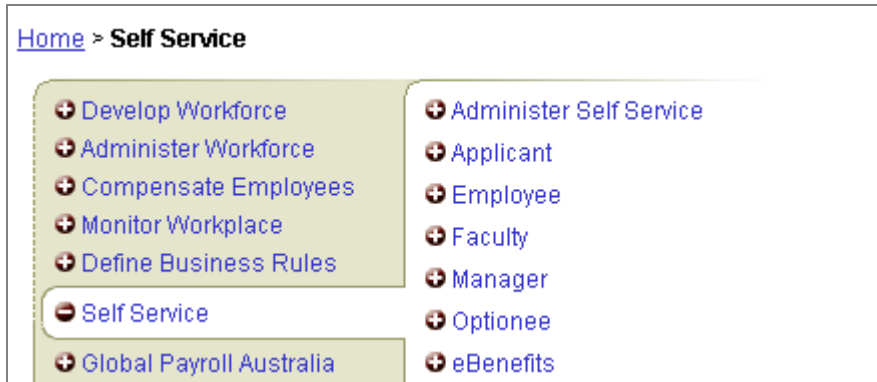 Home > Self Service
Develop Workforce
Administer Workforce
Compensate Employees
Monitor Workplace
Define Business Rules
Self Service
Global Payroll Australia
Administer Self Service
Applicant
Employee
Faculty
Manager
Optionee
eBenefits